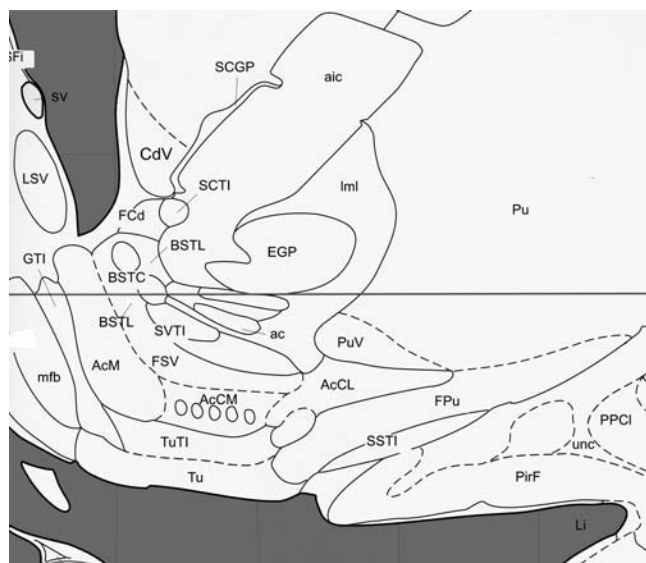 SFi
SCGP
aic
SV
CdV
LSV
SCTI
lml
Pu
FCd
BSTL
EGP
GTI
BSTC
BSTL
SVTI
ac
PuV
AcM
FSV
mfb
AcCL
AcCM
FPu
PPCl
TuTI
SSTI
unc
Tu
PirF
Li